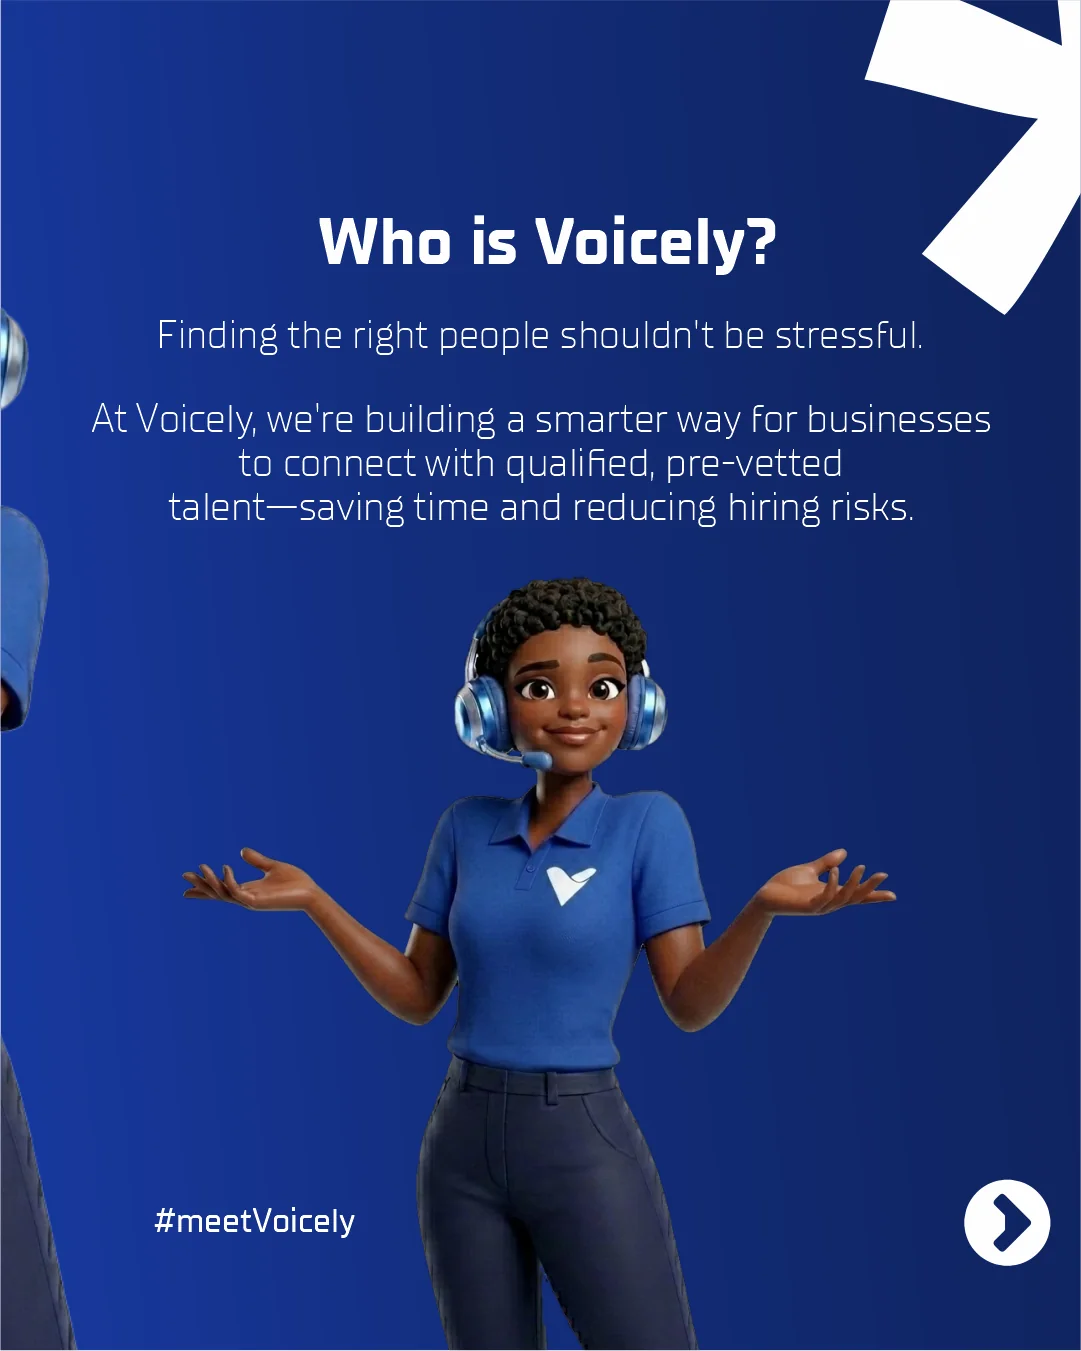 Who is Voicely?
Finding the right people shouldn't be stressful.
At Voicely, we're building a smarter way for businesses
to connect with qualified, pre-vetted
talent—saving time and reducing hiring risks.
#meetVoicely